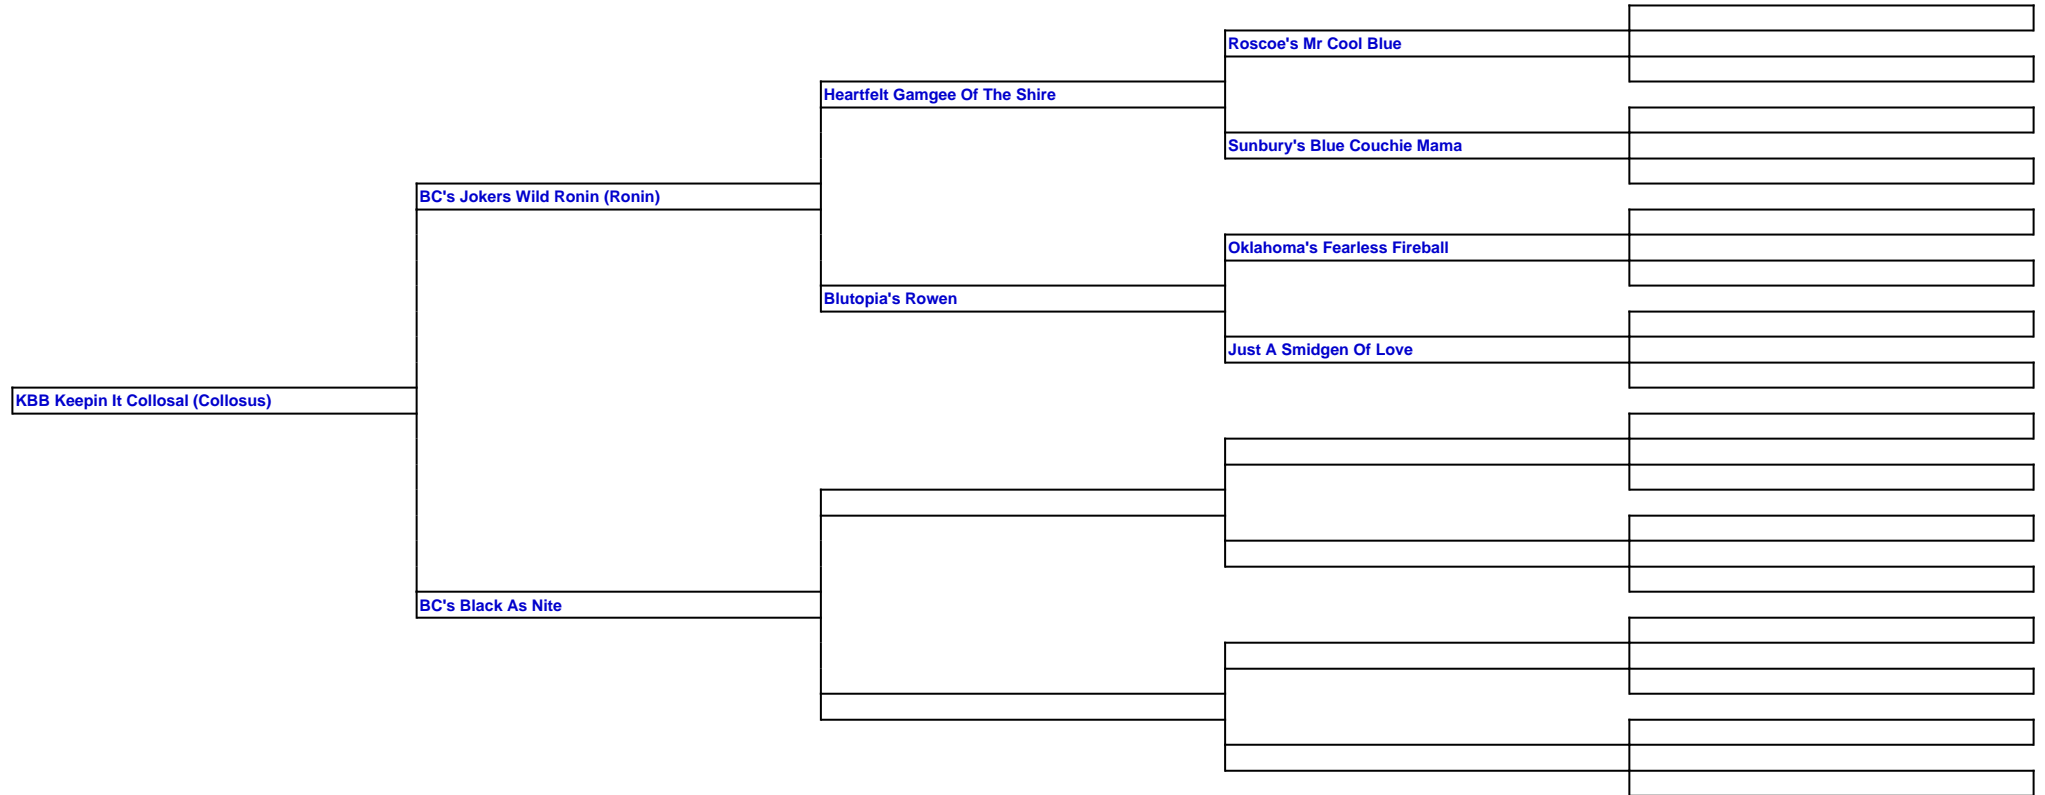 Roscoe's Mr Cool Blue
Heartfelt Gamgee Of The Shire
Sunbury's Blue Couchie Mama
BC's Jokers Wild Ronin (Ronin)
Oklahoma's Fearless Fireball
Blutopia's Rowen
Just A Smidgen Of Love
KBB Keepin It Collosal (Collosus)
BC's Black As Nite